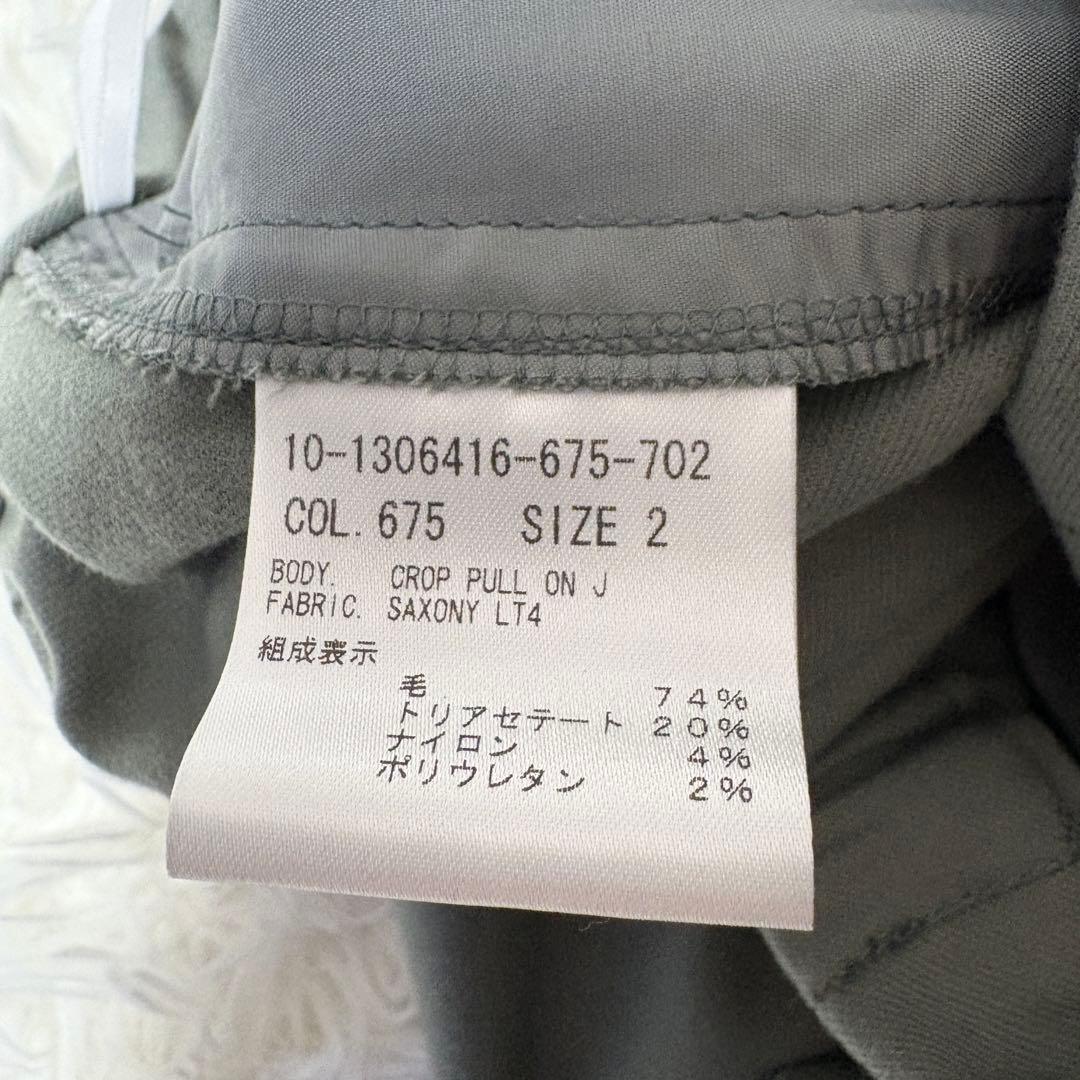 10-1306416-675-702
COL. 675 SIZE 2
BODY. CROP PULL ON J
FABRIC. SAXONY LT4
組成表示
毛 74%
トリアセテート 20%
ナイロン 4%
ポリウレタン 2%